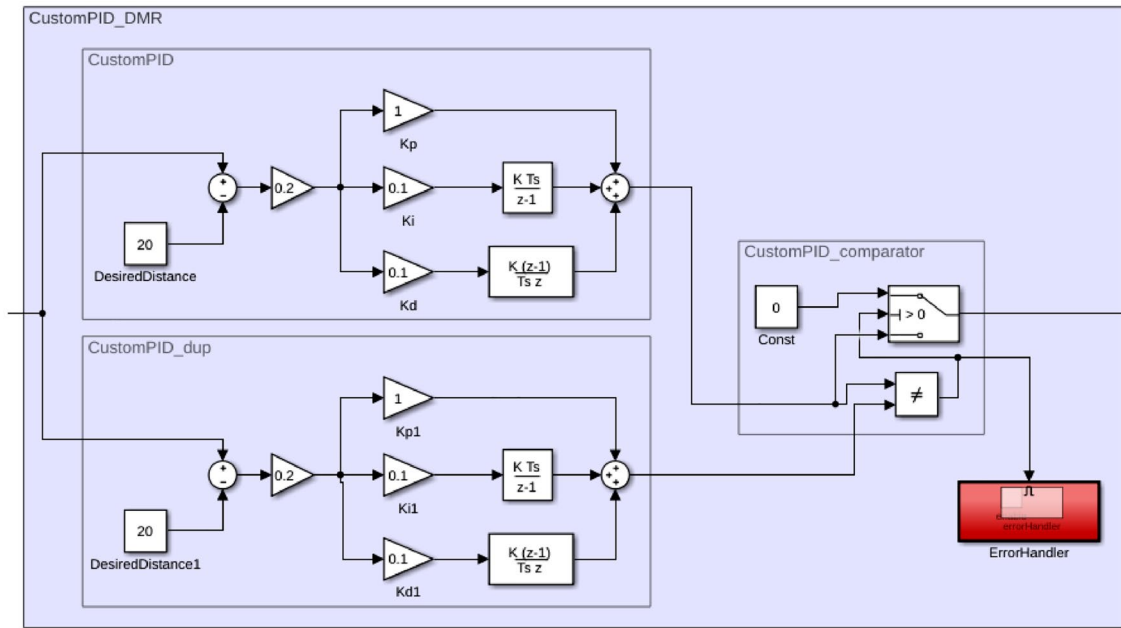 CustomPID_DMR
CustomPID
1
Kp
+
−
0.2
0.1
Ki
K Ts
z-1
+
+
+
20
DesiredDistance
0.1
Kd
K (z-1)
Ts z
CustomPID_comparator
0
Const
> 0
≠
CustomPID_dup
1
Kp1
+
−
0.2
0.1
Ki1
K Ts
z-1
+
+
+
20
DesiredDistance1
0.1
Kd1
K (z-1)
Ts z
errorHandler
ErrorHandler